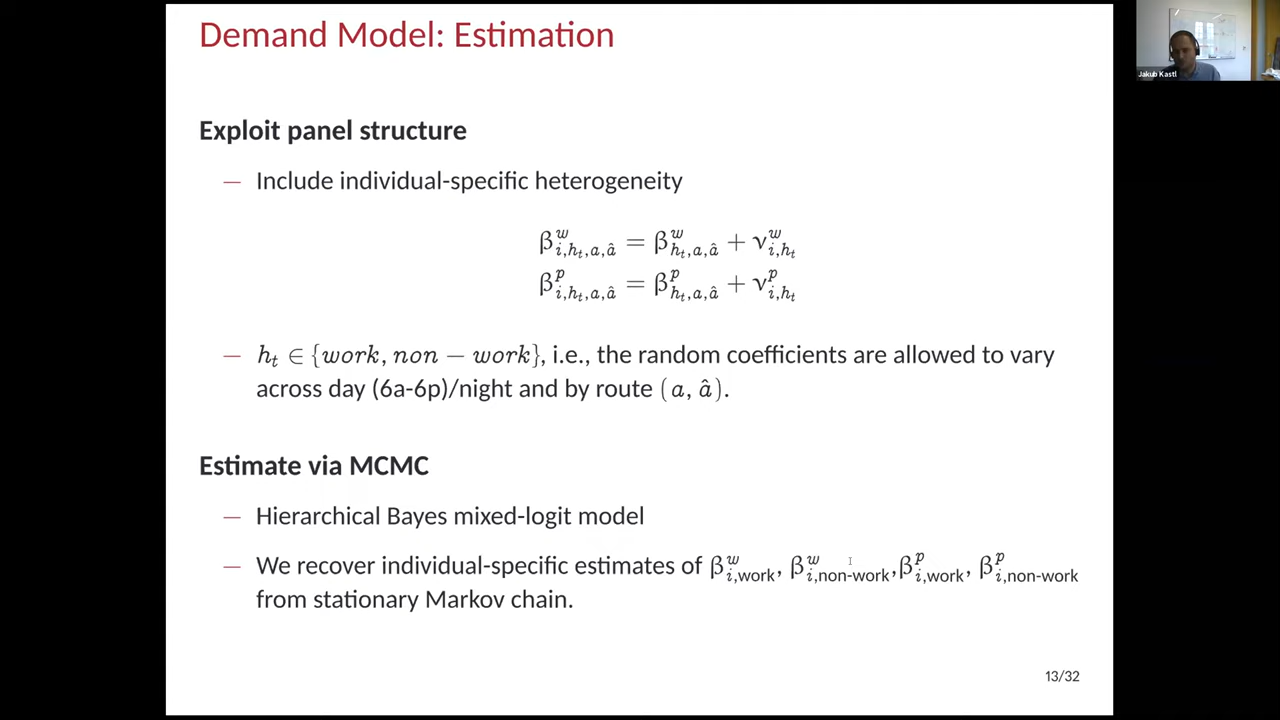 Demand Model: Estimation
Jakub Kastl
Exploit panel structure
— Include individual-specific heterogeneity
β^w_{i,h_t,a,â} = β^w_{h_t,a,â} + ν^w_{i,h_t}
β^p_{i,h_t,a,â} = β^p_{h_t,a,â} + ν^p_{i,h_t}
— h_t ∈ {work, non − work}, i.e., the random coefficients are allowed to vary
across day (6a-6p)/night and by route (a, â).
Estimate via MCMC
— Hierarchical Bayes mixed-logit model
— We recover individual-specific estimates of β^w_{i,work}, β^w_{i,non-work}, β^p_{i,work}, β^p_{i,non-work}
from stationary Markov chain.
13/32